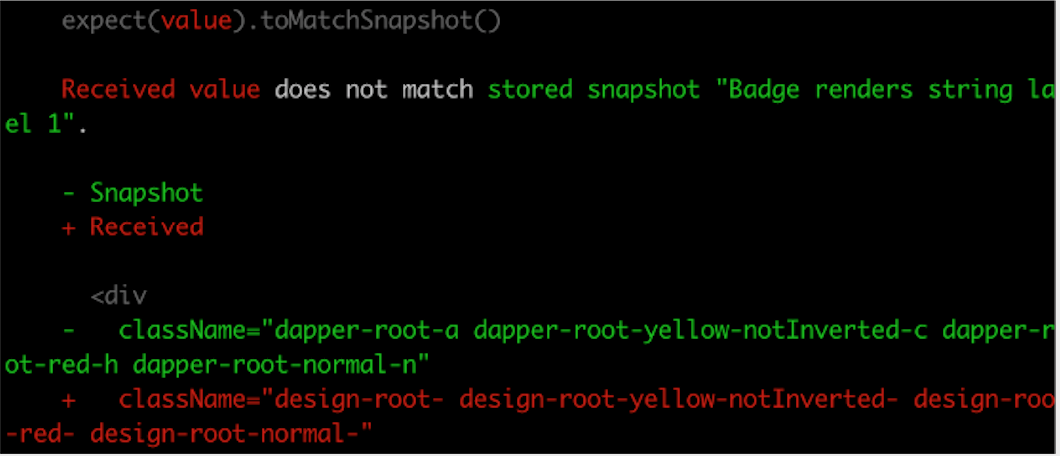 expect(value).toMatchSnapshot()
Received value does not match stored snapshot "Badge renders string la
el 1".
- Snapshot
+ Received
<div
-   className="dapper-root-a dapper-root-yellow-notInverted-c dapper-r
ot-red-h dapper-root-normal-n"
+   className="design-root- design-root-yellow-notInverted- design-roo
-red- design-root-normal-"